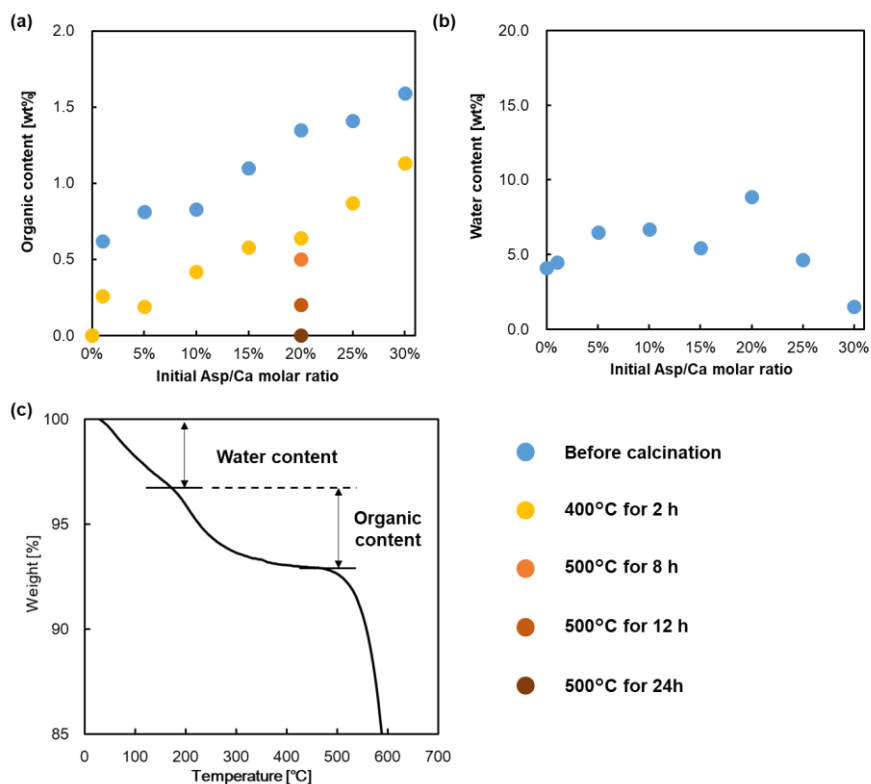 (a)
2.0
1.5
1.0
0.5
0.0
Organic content [wt%]
0% 5% 10% 15% 20% 25% 30%
Initial Asp/Ca molar ratio
(b)
20.0
15.0
10.0
5.0
0.0
Water content [wt%]
0% 5% 10% 15% 20% 25% 30%
Initial Asp/Ca molar ratio
(c)
100
95
90
85
Weight [%]
Water content
Organic
content
0 100 200 300 400 500 600 700
Temperature [℃]
Before calcination
400°C for 2 h
500°C for 8 h
500°C for 12 h
500°C for 24h